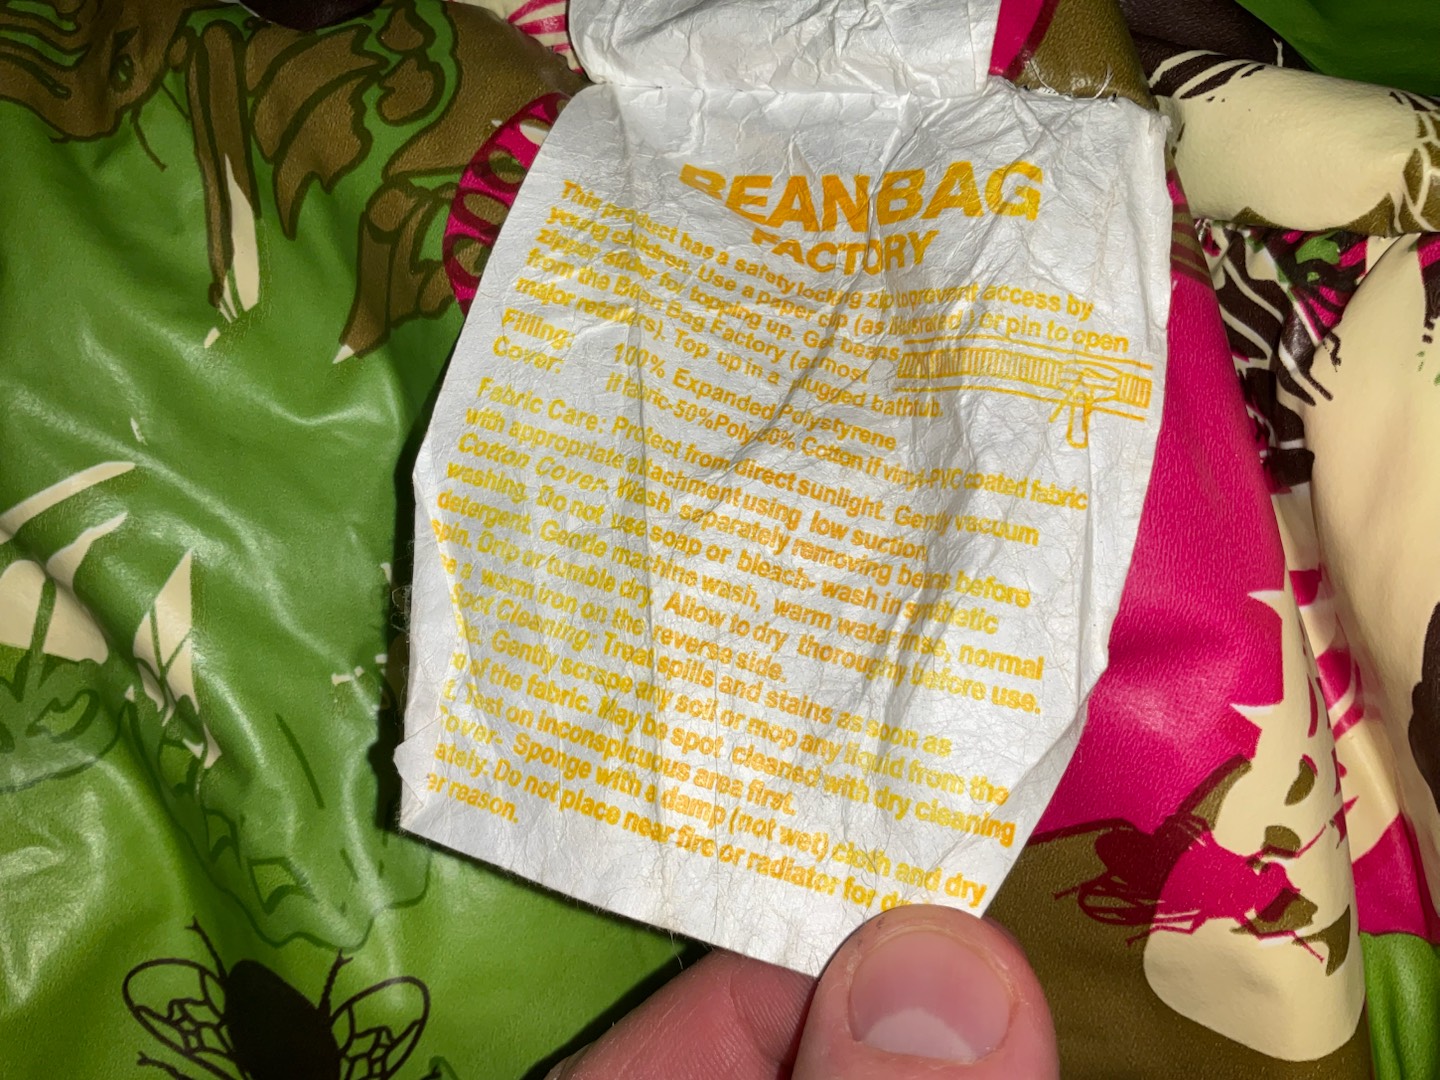 BEANBAG
FACTORY
This product has a safety locking zip to prevent access by
young children. Use a paper clip (as illustrated) or pin to open
zipper slider for topping up. Get beans
from the Bean Bag Factory (a most
major retailers). Top up in a plugged bathtub.
Filling: 100% Expanded Polystyrene
Cover: if fabric-50%Poly 50% Cotton if vinyl-PVC coated fabric
Fabric Care: Protect from direct sunlight. Gently vacuum
with appropriate attachment using low suction.
Cotton Cover: Wash separately removing beans before
washing. Do not use soap or bleach- wash in synthetic
detergent. Gentle machine wash, warm water rinse, normal
spin. Drip or tumble dry. Allow to dry thoroughly before use.
e a warm iron on the reverse side.
Spot Cleaning: Treat spills and stains as soon as
Gently scrape any soil or mop any liquid from the
of the fabric. May be spot cleaned with dry cleaning
Test on inconspicuous area first.
Cover- Sponge with a damp (not wet) cloth and dry
ately. Do not place near fire or radiator for d
er reason.